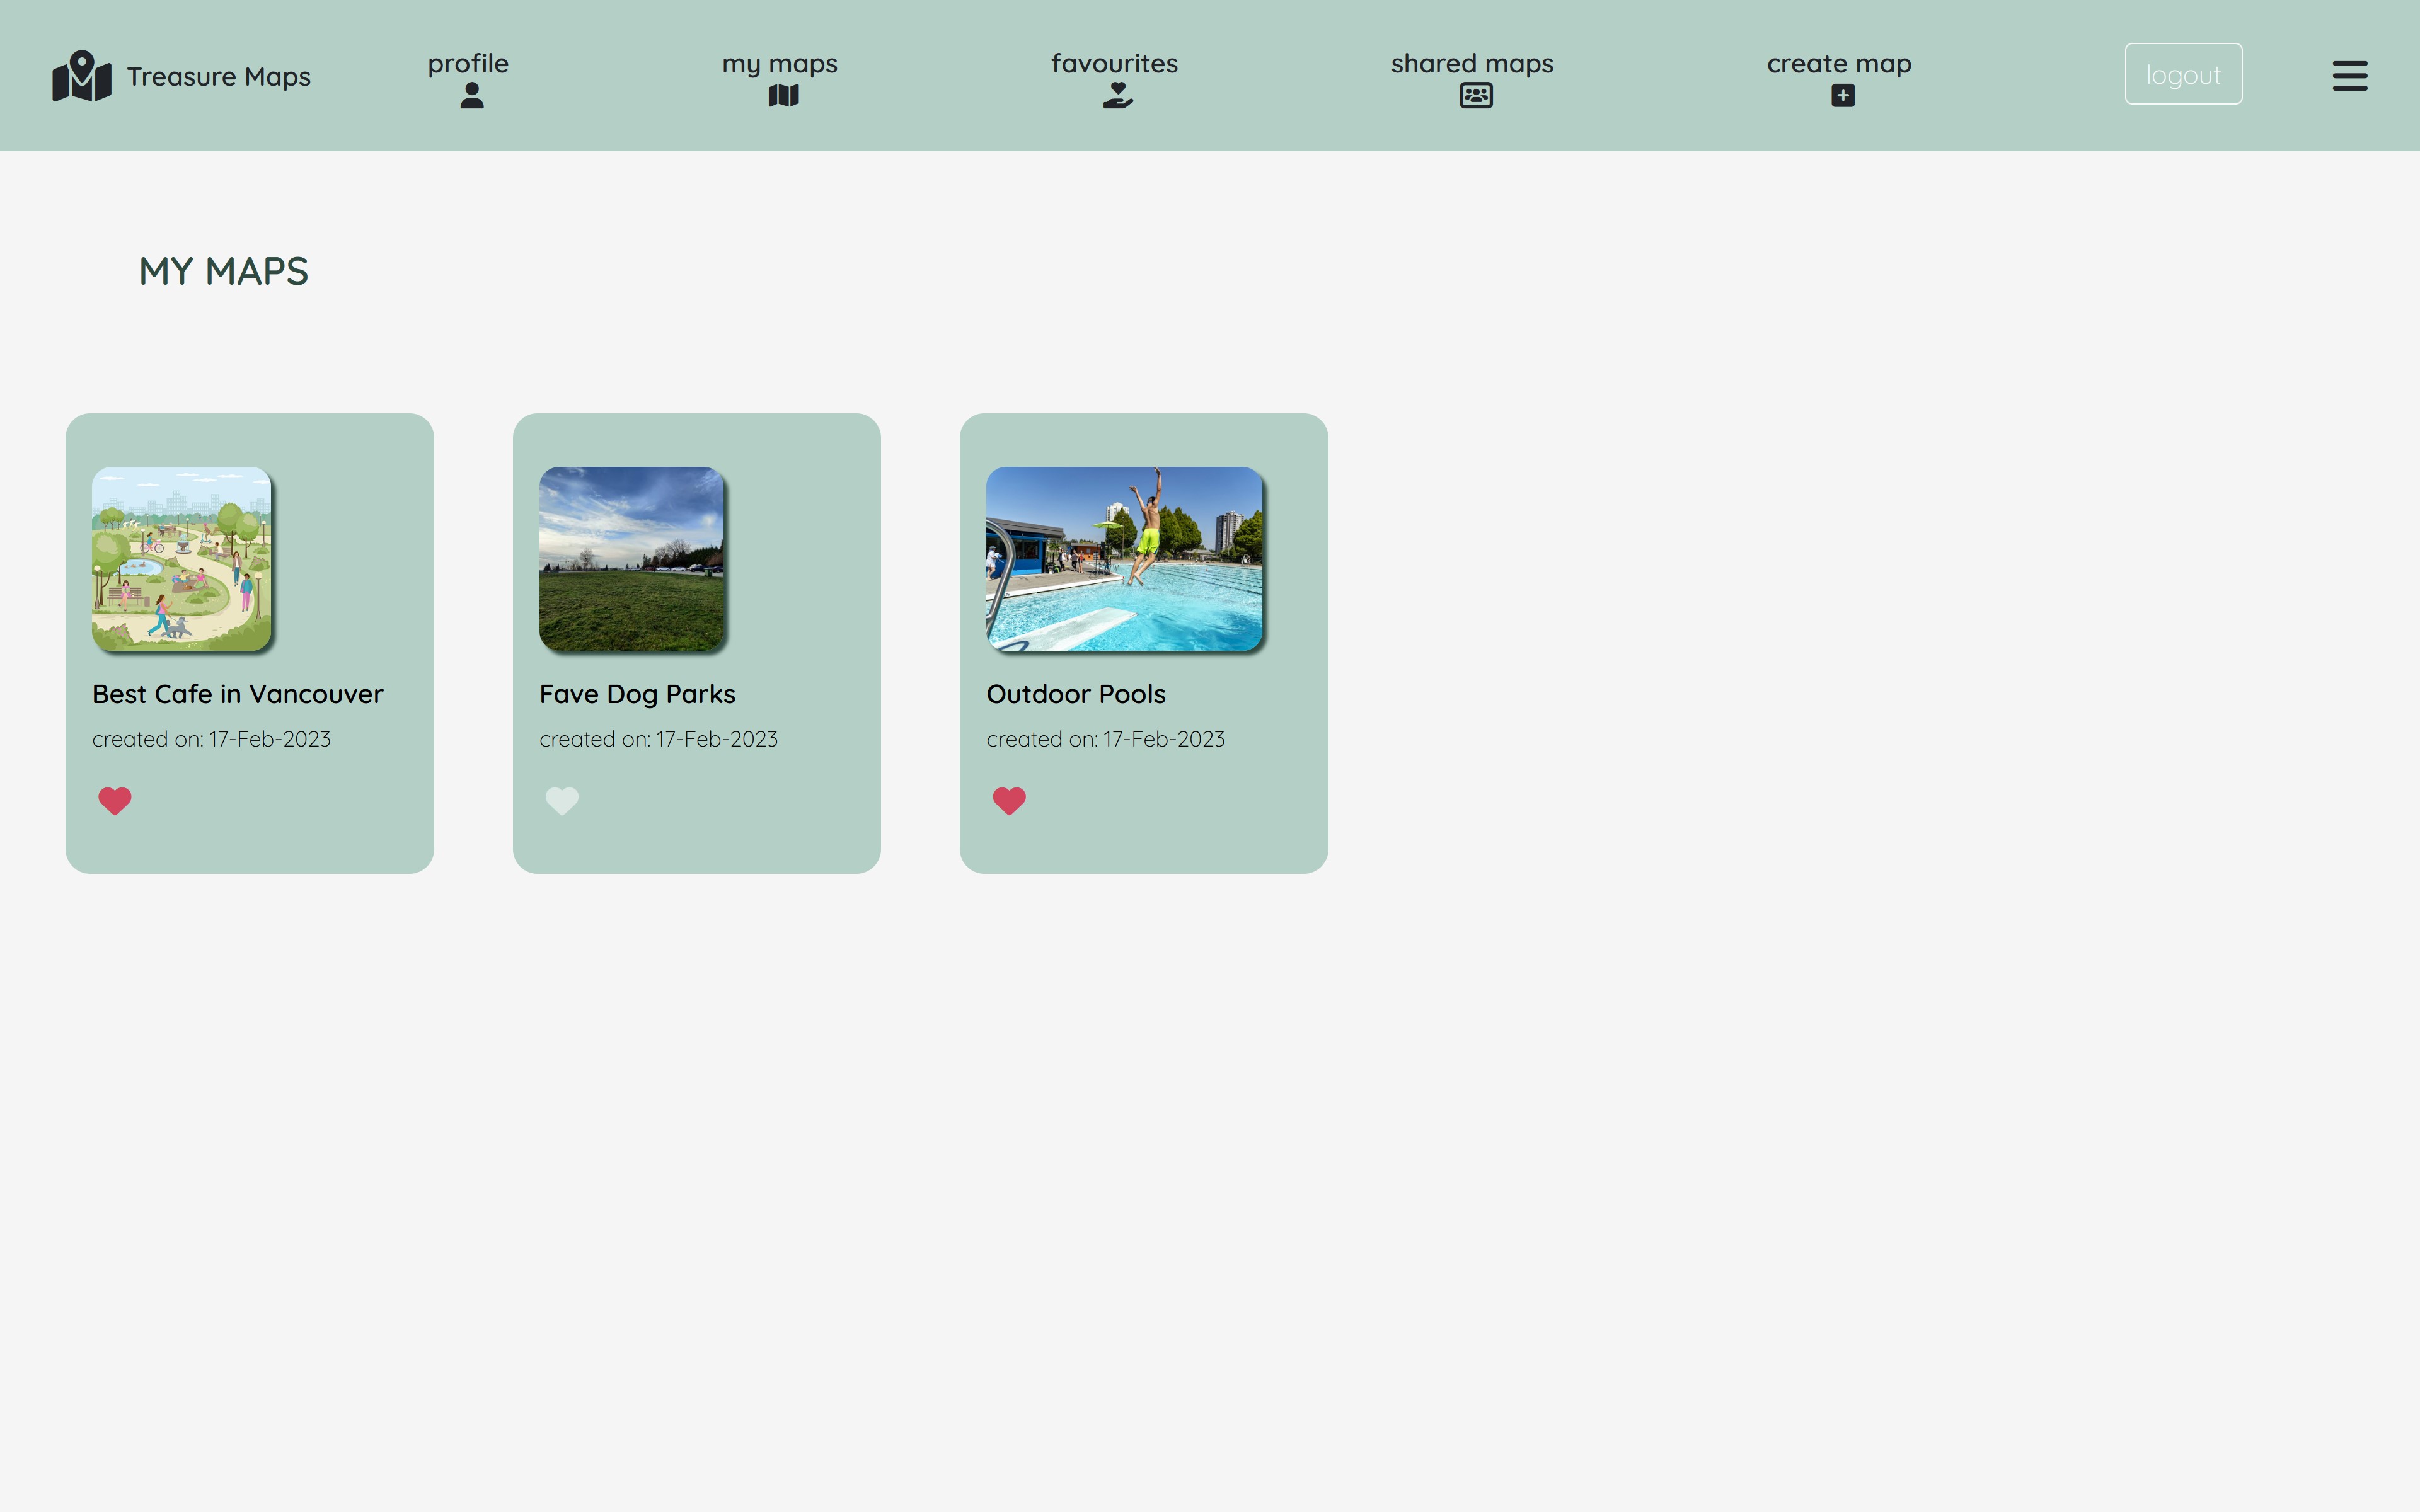 Treasure Maps
profile
my maps
favourites
shared maps
create map
logout
MY MAPS
Best Cafe in Vancouver
created on: 17-Feb-2023
Fave Dog Parks
created on: 17-Feb-2023
Outdoor Pools
created on: 17-Feb-2023